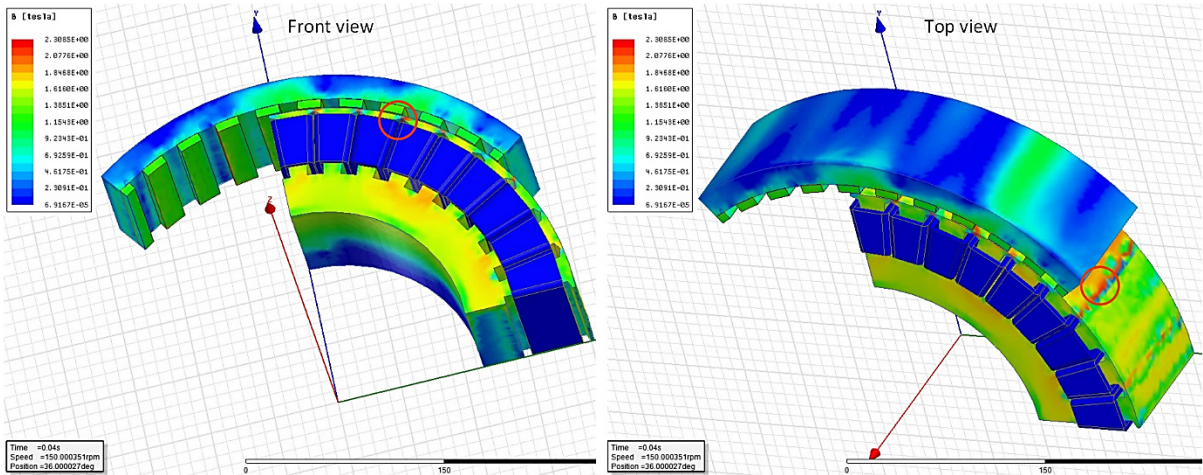 B [tesla]
2.3085E+00
2.0776E+00
1.8468E+00
1.6160E+00
1.3851E+00
1.1543E+00
9.2343E-01
6.9259E-01
4.6175E-01
2.3091E-01
6.9167E-05
Y
Front view
Z
Time =0.04s
Speed =150.000351rpm
Position =36.000027deg
0
150
B [tesla]
2.3085E+00
2.0776E+00
1.8468E+00
1.6160E+00
1.3851E+00
1.1543E+00
9.2343E-01
6.9259E-01
4.6175E-01
2.3091E-01
6.9167E-05
Y
Top view
Time =0.04s
Speed =150.000351rpm
Position =36.000027deg
0
150